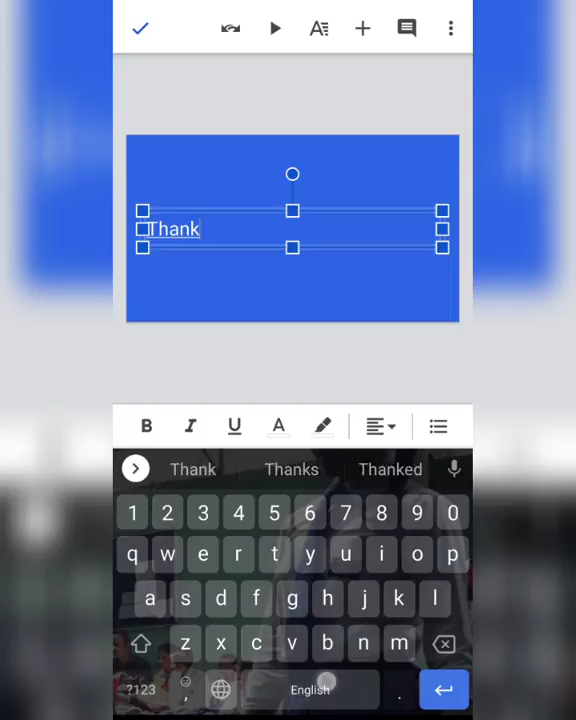 Thank
B I U A
Thank Thanks Thanked
1 2 3 4 5 6 7 8 9 0
q w e r t y u i o p
a s d f g h j k l
z x c v b n m
?123 , English .